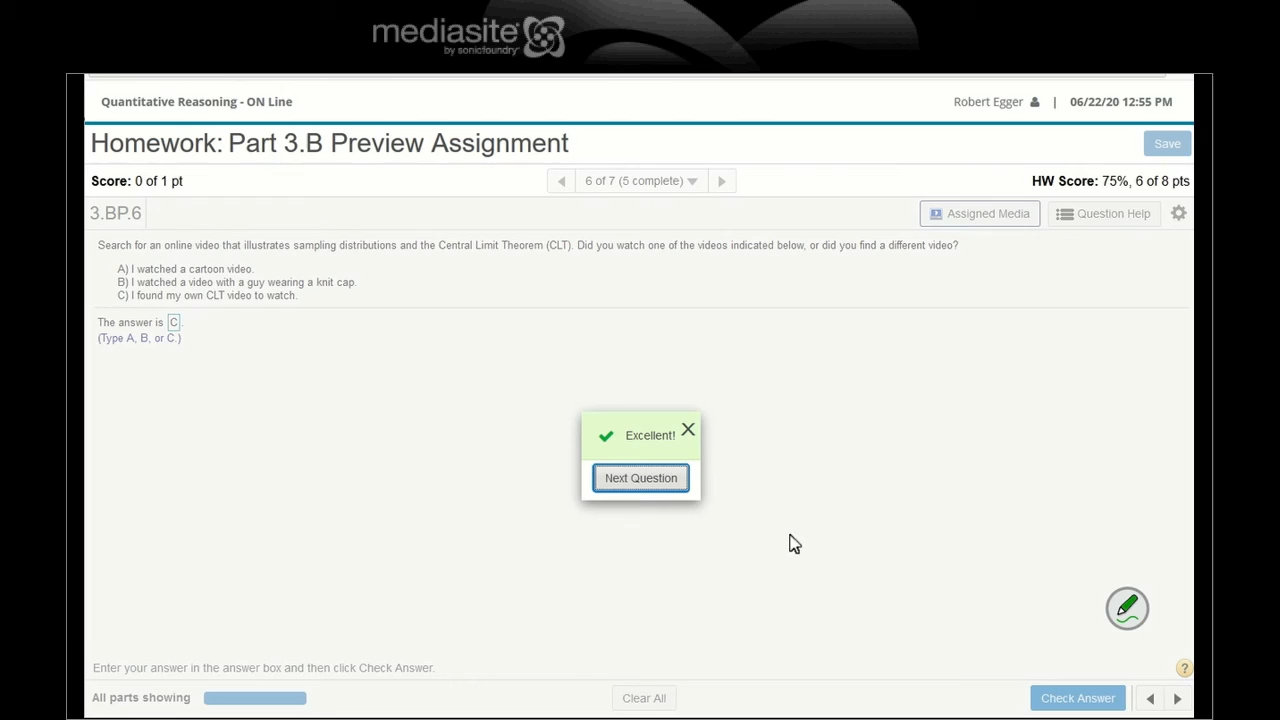 mediasite
by sonicfoundry
Quantitative Reasoning - ON Line
Robert Egger | 06/22/20 12:55 PM
Homework: Part 3.B Preview Assignment
Save
Score: 0 of 1 pt
6 of 7 (5 complete)
HW Score: 75%, 6 of 8 pts
3.BP.6
Assigned Media
Question Help
Search for an online video that illustrates sampling distributions and the Central Limit Theorem (CLT). Did you watch one of the videos indicated below, or did you find a different video?
A) I watched a cartoon video.
B) I watched a video with a guy wearing a knit cap.
C) I found my own CLT video to watch.
The answer is C.
(Type A, B, or C.)
Excellent!
Next Question
Enter your answer in the answer box and then click Check Answer.
?
All parts showing
Clear All
Check Answer